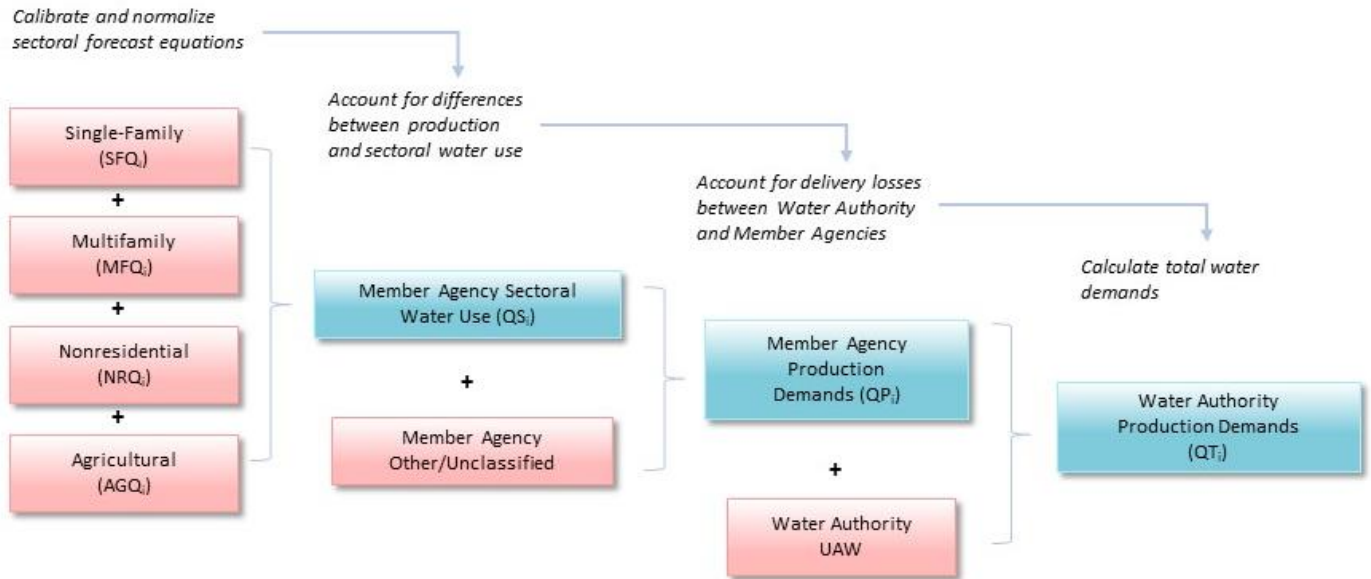 Calibrate and normalize
sectoral forecast equations
Account for differences
between production
and sectoral water use
Account for delivery losses
between Water Authority
and Member Agencies
Calculate total water
demands
Single-Family
(SFQᵢ)
+
Multifamily
(MFQᵢ)
+
Nonresidential
(NRQᵢ)
+
Agricultural
(AGQᵢ)
Member Agency Sectoral
Water Use (QSᵢ)
+
Member Agency
Other/Unclassified
Member Agency
Production
Demands (QPᵢ)
+
Water Authority
UAW
Water Authority
Production Demands
(QTᵢ)